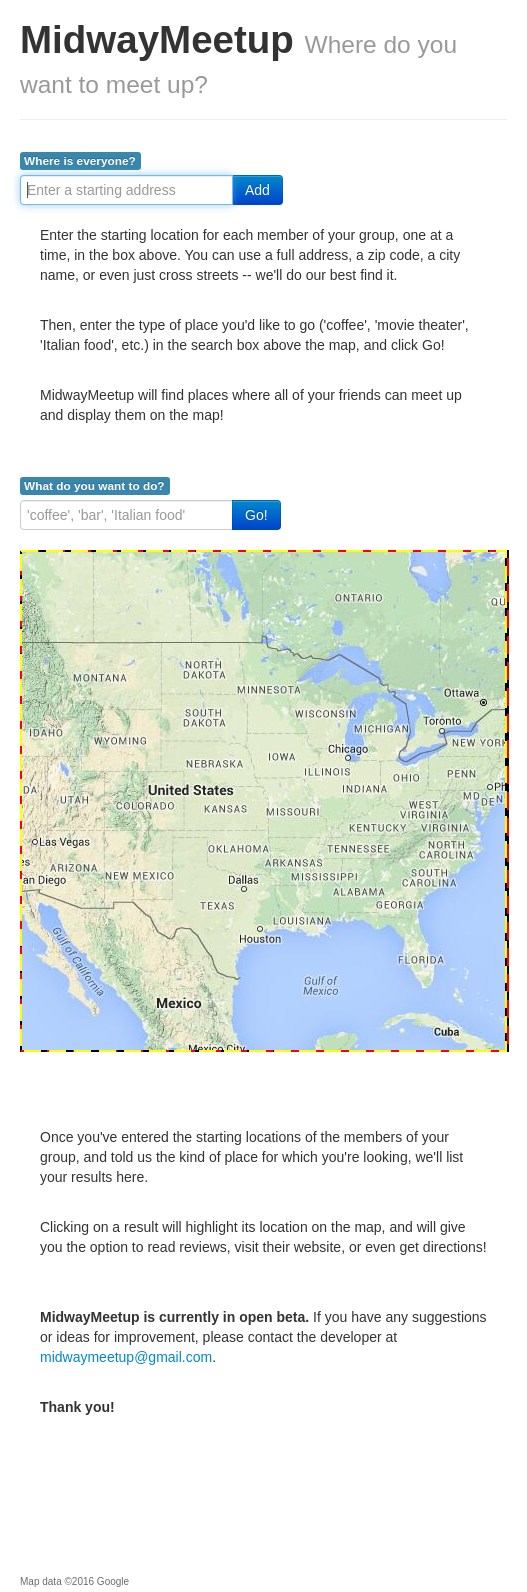 MidwayMeetup Where do you
want to meet up?
Where is everyone?
Enter a starting address Add
Enter the starting location for each member of your group, one at a
time, in the box above. You can use a full address, a zip code, a city
name, or even just cross streets -- we'll do our best find it.
Then, enter the type of place you'd like to go ('coffee', 'movie theater',
'Italian food', etc.) in the search box above the map, and click Go!
MidwayMeetup will find places where all of your friends can meet up
and display them on the map!
What do you want to do?
'coffee', 'bar', 'Italian food' Go!
ONTARIO
QU
MONTANA
NORTH
DAKOTA
MINNESOTA
Ottawa
SOUTH
DAKOTA
WISCONSIN
MICHIGAN
Toronto
IDAHO
WYOMING
NEW YORK
Chicago
NEBRASKA
IOWA
ILLINOIS
INDIANA
OHIO
PENN
Ph
DA
UTAH
United States
COLORADO
KANSAS
MISSOURI
WEST
VIRGINIA
MD
DE
N
KENTUCKY
VIRGINIA
Las Vegas
OKLAHOMA
TENNESSEE
NORTH
CAROLINA
es
ARIZONA
NEW MEXICO
ARKANSAS
MISSISSIPPI
SOUTH
CAROLINA
an Diego
Dallas
ALABAMA
TEXAS
GEORGIA
LOUISIANA
Houston
Gulf of California
FLORIDA
Gulf of
Mexico
Mexico
Cuba
Mexico City
Once you've entered the starting locations of the members of your
group, and told us the kind of place for which you're looking, we'll list
your results here.
Clicking on a result will highlight its location on the map, and will give
you the option to read reviews, visit their website, or even get directions!
MidwayMeetup is currently in open beta. If you have any suggestions
or ideas for improvement, please contact the developer at
midwaymeetup@gmail.com.
Thank you!
Map data ©2016 Google